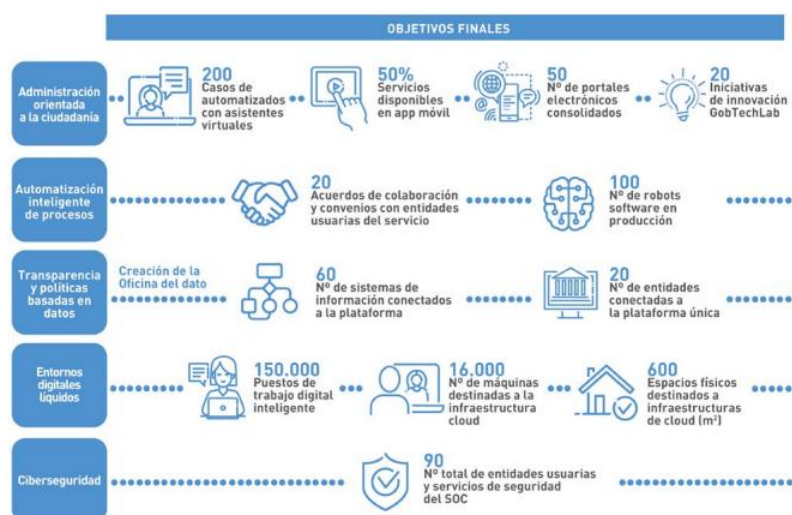 OBJETIVOS FINALES
Administración
orientada
a la ciudadanía
200
Casos de
automatizados
con asistentes
virtuales
50%
Servicios
disponibles
en app móvil
50
Nº de portales
electrónicos
consolidados
20
Iniciativas
de innovación
GobTechLab
Automatización
inteligente
de procesos
20
Acuerdos de colaboración
y convenios con entidades
usuarias del servicio
100
Nº de robots
software en
producción
Transparencia
y políticas
basadas en
datos
Creación de la
Oficina del dato
60
Nº de sistemas de
información conectados
a la plataforma
20
Nº de entidades
conectadas a
la plataforma única
Entornos
digitales
líquidos
150.000
Puestos de
trabajo digital
inteligente
16.000
Nº de máquinas
destinadas a la
infraestructura
cloud
600
Espacios físicos
destinados a
infraestructuras
de cloud (m²)
Ciberseguridad
90
Nº total de entidades usuarias
y servicios de seguridad
del SOC